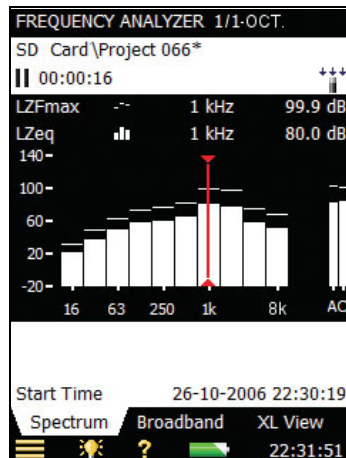 FREQUENCY ANALYZER 1/1-OCT.
SD Card\Project 066*
00:00:16
LZFmax 1 kHz 99.9 dB
LZeq 1 kHz 80.0 dB
140
100
60
20
-20
16 63 250 1k 8k AC
Start Time 26-10-2006 22:30:19
Spectrum Broadband XL View
? 22:31:51